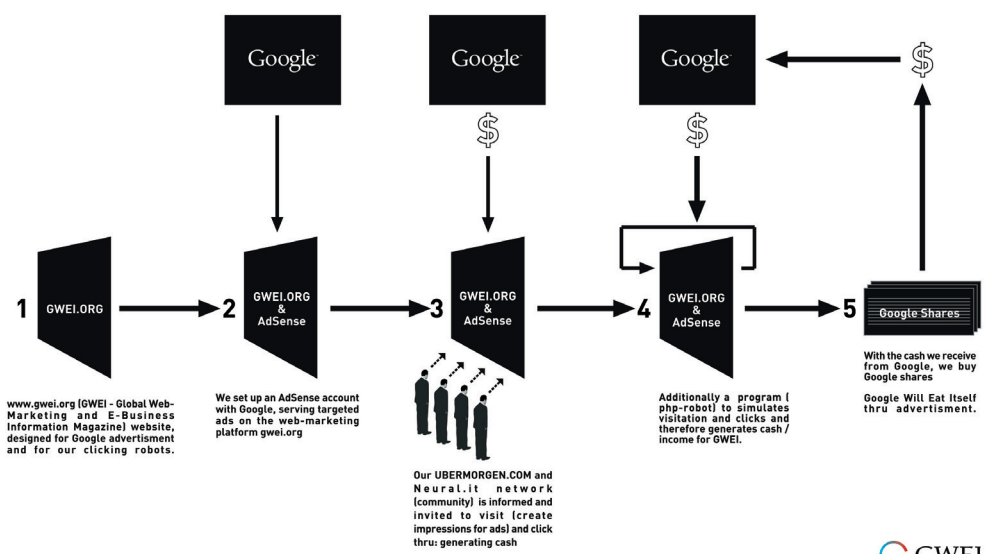 Google
Google
Google
$
$
$
1
GWEI.ORG
2
GWEI.ORG
&
AdSense
3
GWEI.ORG
&
AdSense
4
GWEI.ORG
&
AdSense
5
Google Shares
www.gwei.org (GWEI - Global Web-
Marketing and E-Business
Information Magazine) website,
designed for Google advertisment
and for our clicking robots.
We set up an AdSense account
with Google, serving targeted
ads on the web-marketing
platform gwei.org
Our UBERMORGEN.COM and
Neural.it network
(community) is informed and
invited to visit (create
impressions for ads) and click
thru: generating cash
Additionally a program (
php-robot) to simulates
visitation and clicks and
therefore generates cash /
income for GWEI.
With the cash we receive
from Google, we buy
Google shares
Google Will Eat Itself
thru advertisment.
GWEI